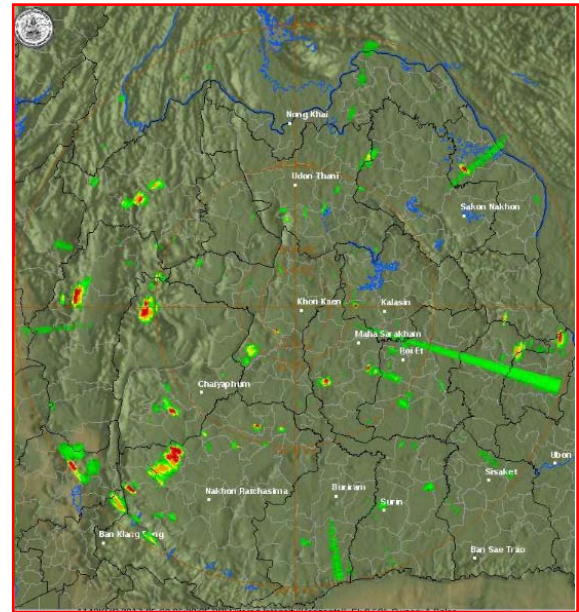 Nong Khai
Udon Thani
Sakon Nakhon
Khon Kaen
Kalasin
Maha Sarakham
Roi Et
Chaiyaphum
Ubon
Sisaket
Nakhon Ratchasima
Buriram
Surin
Ban Sae Trao